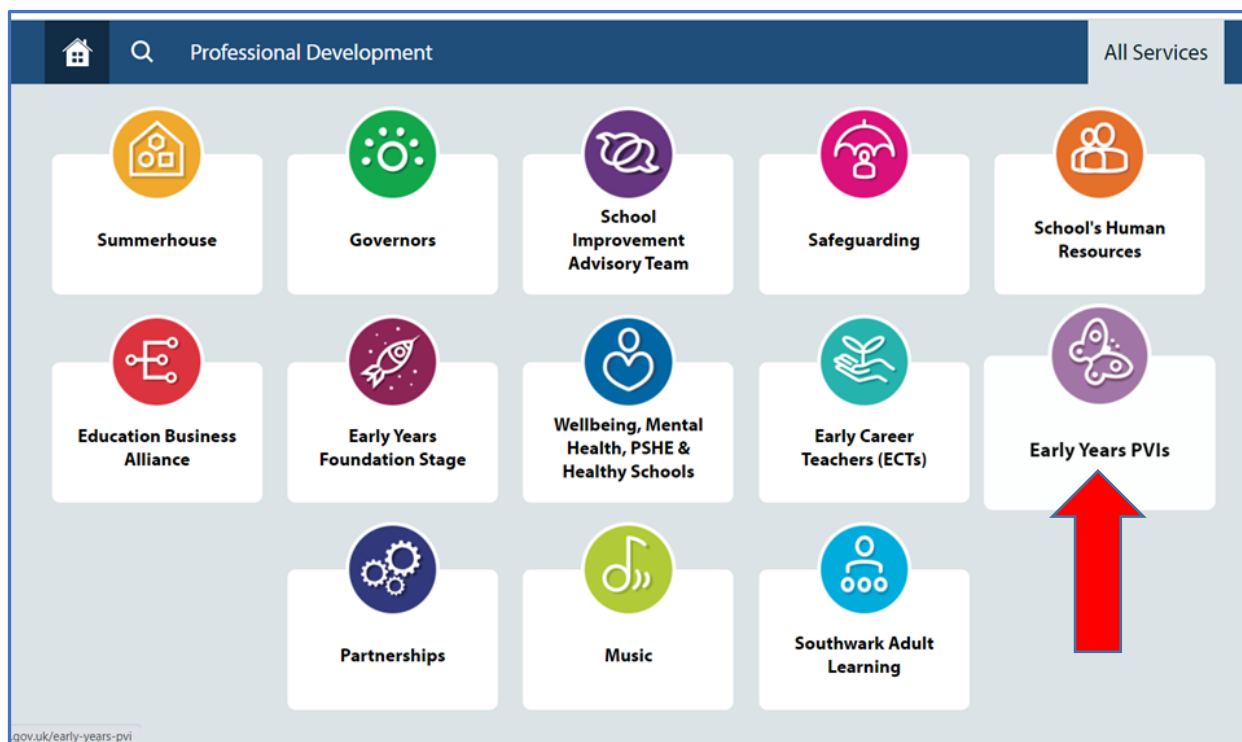 Professional Development
All Services
Summerhouse
Governors
School
Improvement
Advisory Team
Safeguarding
School's Human
Resources
Education Business
Alliance
Early Years
Foundation Stage
Wellbeing, Mental
Health, PSHE &
Healthy Schools
Early Career
Teachers (ECTs)
Early Years PVIs
Partnerships
Music
Southwark Adult
Learning
.gov.uk/early-years-pvi